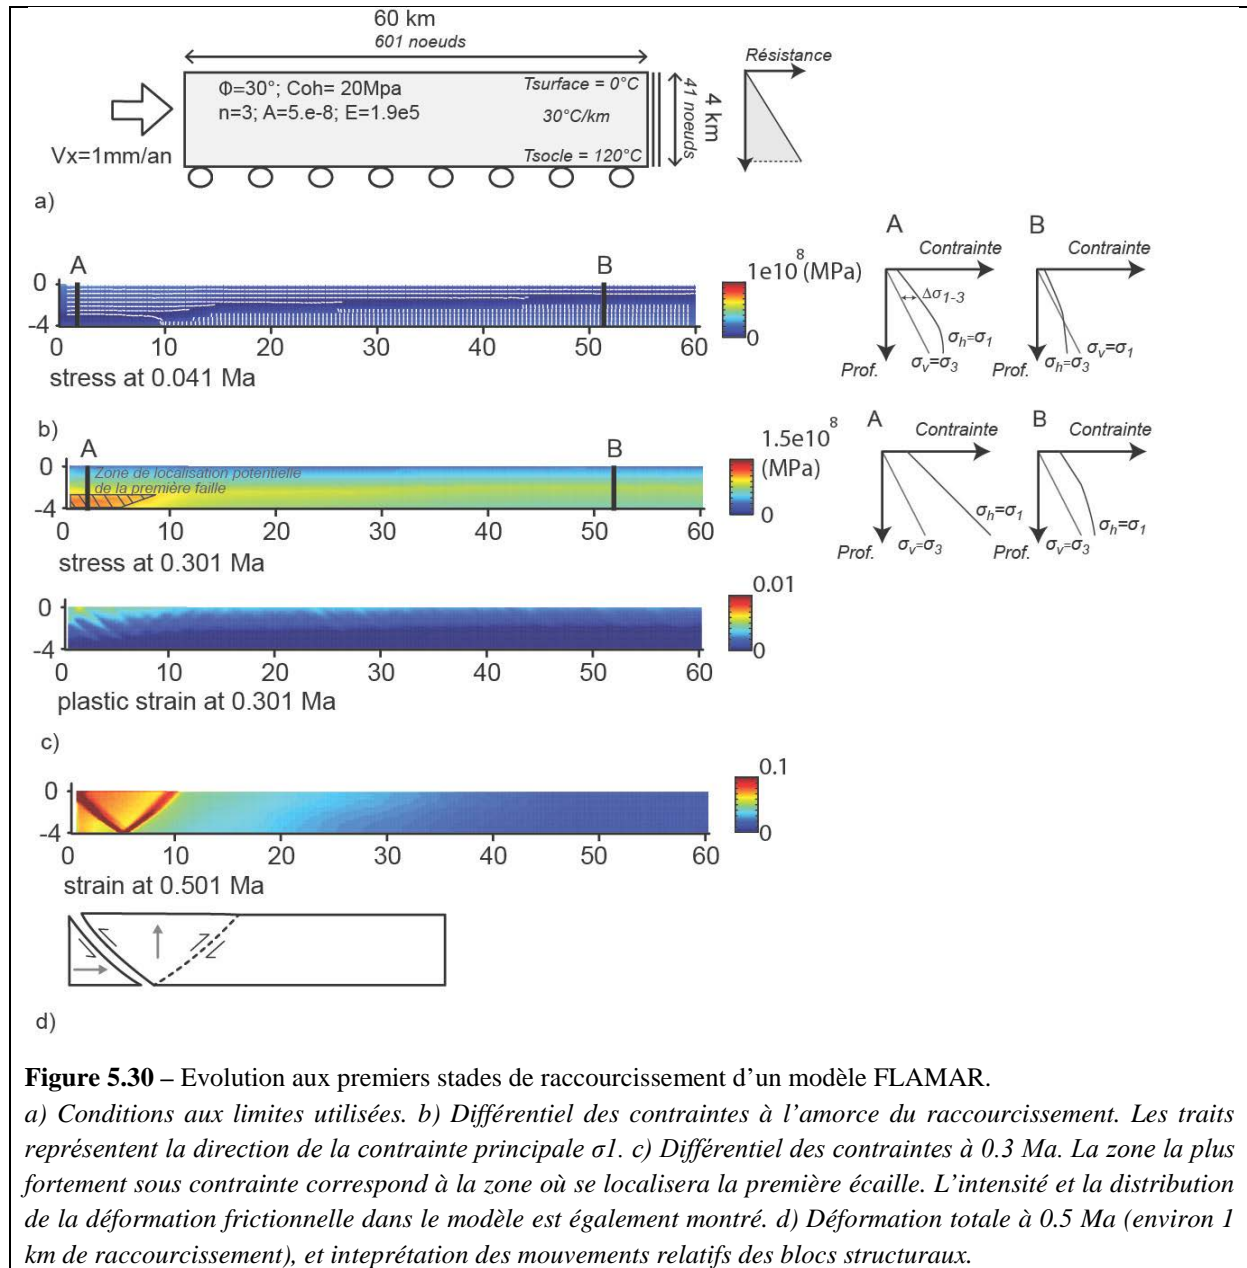 60 km
601 noeuds
Φ=30°; Coh= 20Mpa
n=3; A=5.e-8; E=1.9e5
Tsurface = 0°C
30°C/km
Tsocle = 120°C
41 noeuds
4 km
Vx=1mm/an
Résistance
a)
A
B
0
-4
0 10 20 30 40 50 60
stress at 0.041 Ma
1e10⁸ (MPa)
0
A
Contrainte
Δσ1-3
σh=σ1
σv=σ3
Prof.
B
Contrainte
σv=σ1
σh=σ3
Prof.
b)
A
B
Zone de localisation potentielle
de la première faille
0
-4
0 10 20 30 40 50 60
stress at 0.301 Ma
1.5e10⁸
(MPa)
0
A
Contrainte
σh=σ1
σv=σ3
Prof.
B
Contrainte
σh=σ1
σv=σ3
Prof.
0
-4
0 10 20 30 40 50 60
plastic strain at 0.301 Ma
0.01
0
c)
0
-4
0 10 20 30 40 50 60
strain at 0.501 Ma
0.1
0
d)
Figure 5.30 – Evolution aux premiers stades de raccourcissement d'un modèle FLAMAR.
a) Conditions aux limites utilisées. b) Différentiel des contraintes à l'amorce du raccourcissement. Les traits
représentent la direction de la contrainte principale σ1. c) Différentiel des contraintes à 0.3 Ma. La zone la plus
fortement sous contrainte correspond à la zone où se localisera la première écaille. L'intensité et la distribution
de la déformation frictionnelle dans le modèle est également montré. d) Déformation totale à 0.5 Ma (environ 1
km de raccourcissement), et inteprétation des mouvements relatifs des blocs structuraux.